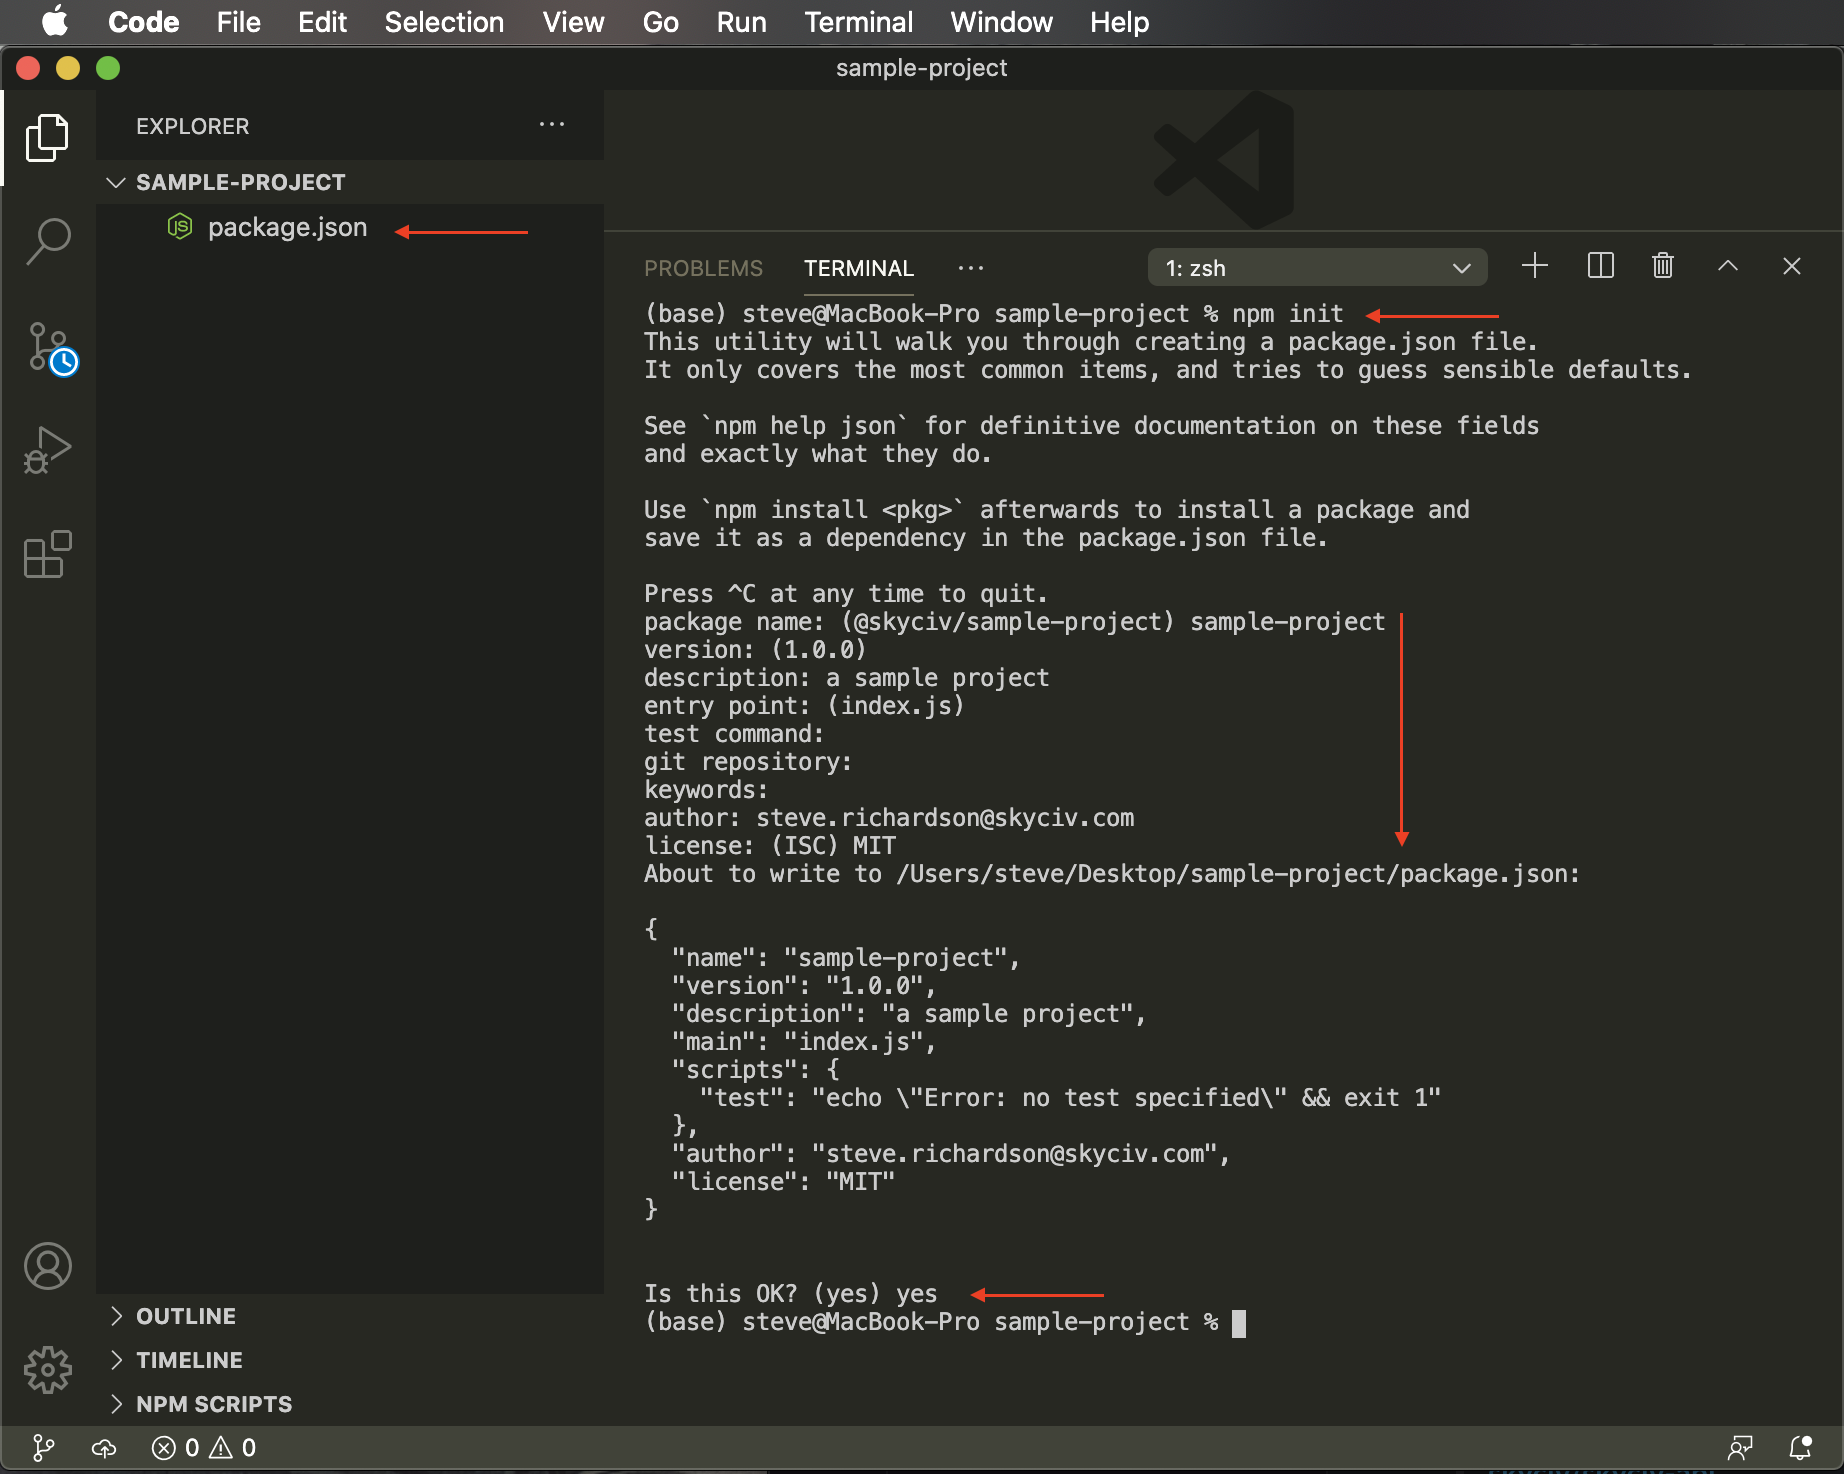 Code File Edit Selection View Go Run Terminal Window Help
sample-project
EXPLORER
SAMPLE-PROJECT
JS package.json
PROBLEMS TERMINAL 1: zsh
(base) steve@MacBook-Pro sample-project % npm init
This utility will walk you through creating a package.json file.
It only covers the most common items, and tries to guess sensible defaults.
See `npm help json` for definitive documentation on these fields
and exactly what they do.
Use `npm install <pkg>` afterwards to install a package and
save it as a dependency in the package.json file.
Press ^C at any time to quit.
package name: (@skyciv/sample-project) sample-project
version: (1.0.0)
description: a sample project
entry point: (index.js)
test command:
git repository:
keywords:
author: steve.richardson@skyciv.com
license: (ISC) MIT
About to write to /Users/steve/Desktop/sample-project/package.json:
{
  "name": "sample-project",
  "version": "1.0.0",
  "description": "a sample project",
  "main": "index.js",
  "scripts": {
    "test": "echo \"Error: no test specified\" && exit 1"
  },
  "author": "steve.richardson@skyciv.com",
  "license": "MIT"
}
Is this OK? (yes) yes
(base) steve@MacBook-Pro sample-project %
OUTLINE
TIMELINE
NPM SCRIPTS
0 0